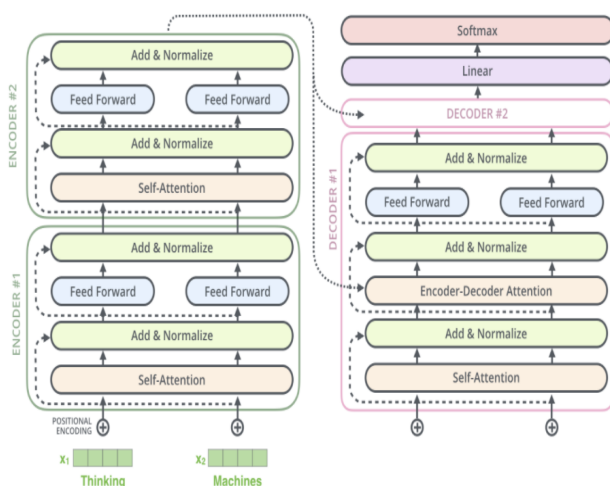 ENCODER #2
Add & Normalize
Feed Forward Feed Forward
Add & Normalize
Self-Attention
ENCODER #1
Add & Normalize
Feed Forward Feed Forward
Add & Normalize
Self-Attention
POSITIONAL
ENCODING
x1 x2
Thinking Machines
Softmax
Linear
DECODER #2
DECODER #1
Add & Normalize
Feed Forward Feed Forward
Add & Normalize
Encoder-Decoder Attention
Add & Normalize
Self-Attention